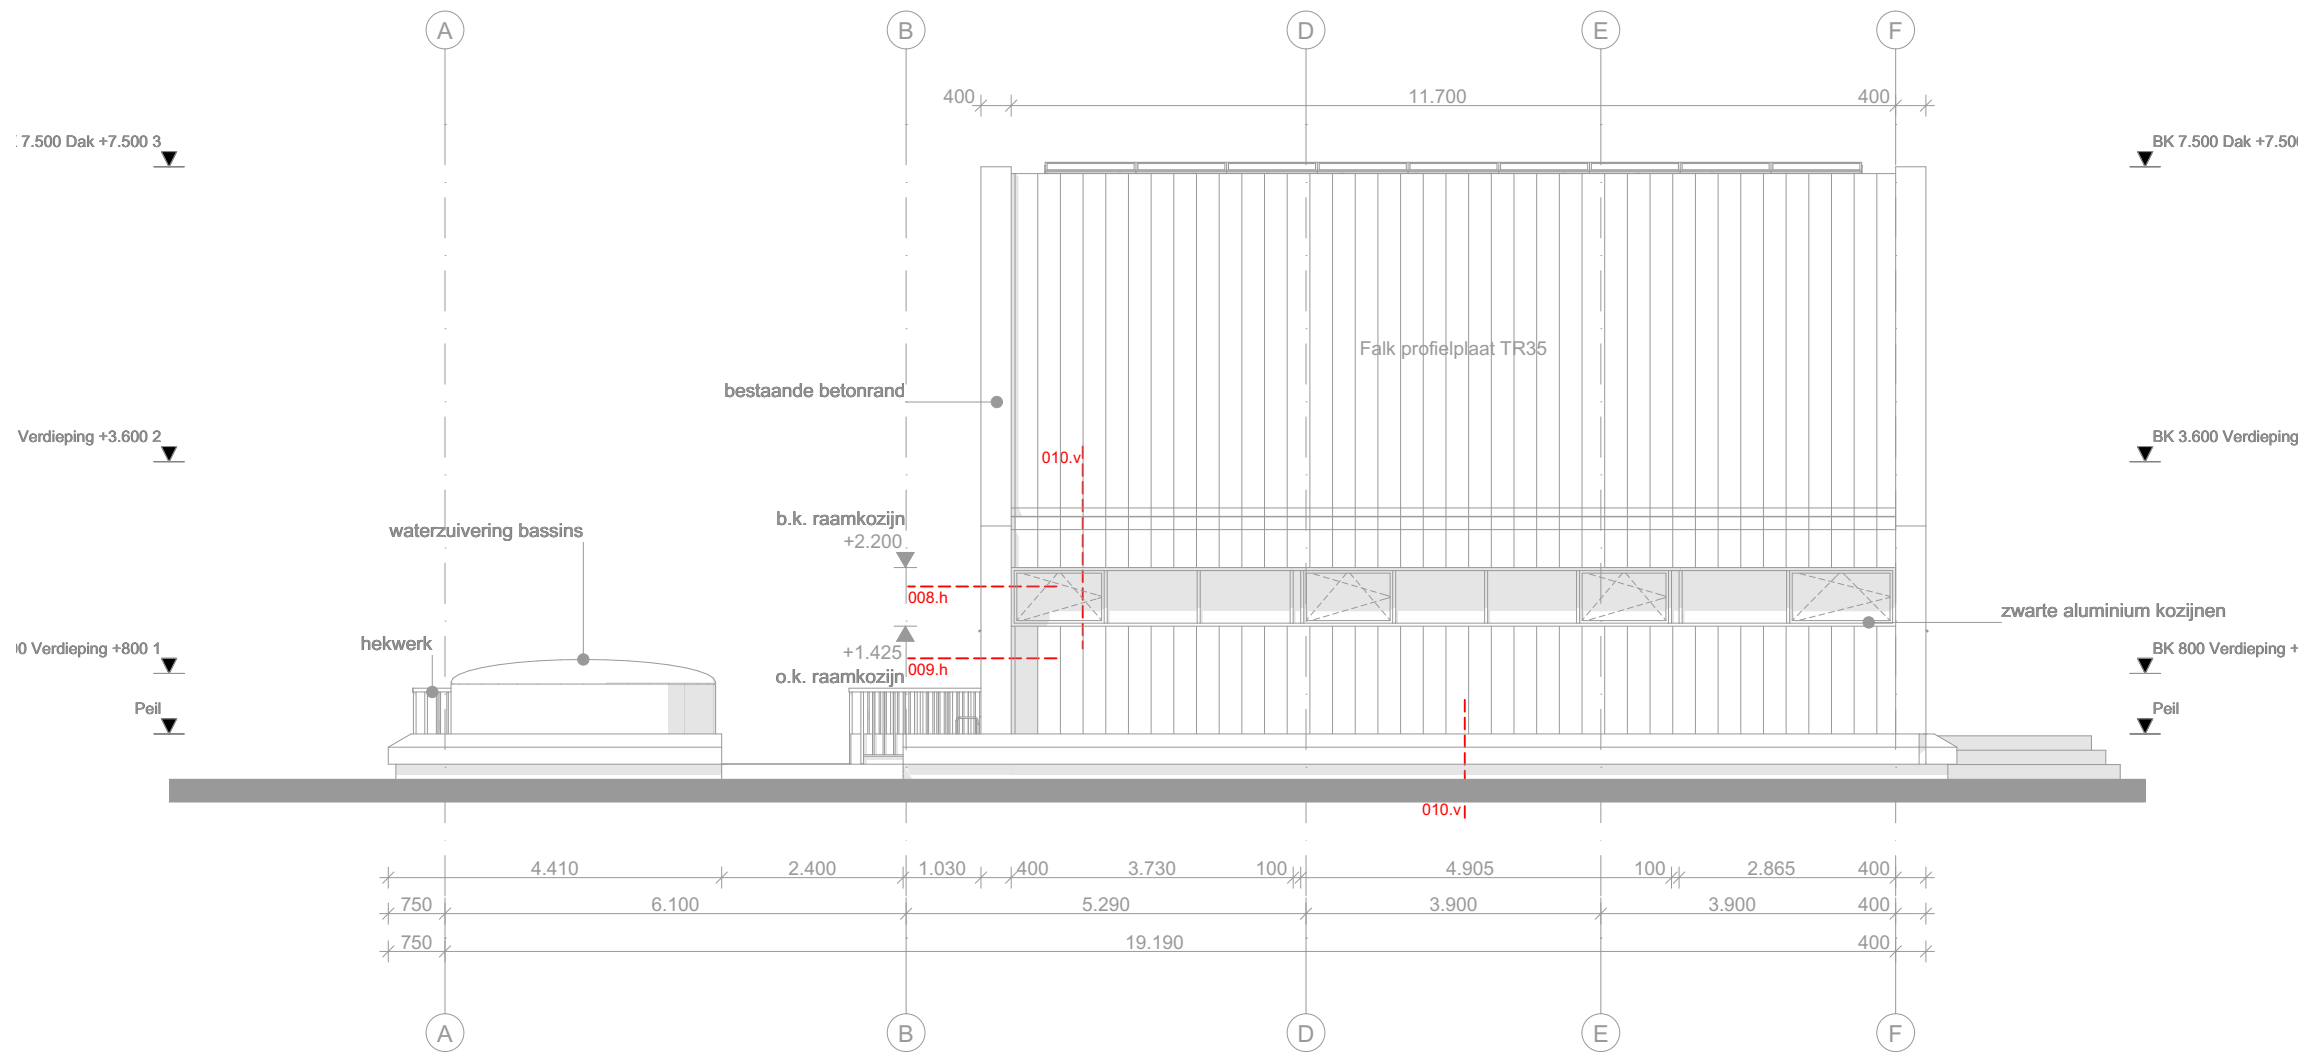 A B D E F
400 11.700 400
7.500 Dak +7.500 3
BK 7.500 Dak +7.500
Falk profielplaat TR35
bestaande betonrand
Verdieping +3.600 2
010.v
BK 3.600 Verdieping
b.k. raamkozijn
+2.200
waterzuivering bassins
008.h
zwarte aluminium kozijnen
hekwerk
0 Verdieping +800 1
+1.425
009.h
BK 800 Verdieping +
o.k. raamkozijn
Peil
Peil
010.v
4.410 2.400 1.030 400 3.730 100 4.905 100 2.865 400
750 6.100 5.290 3.900 3.900 400
750 19.190 400
A B D E F